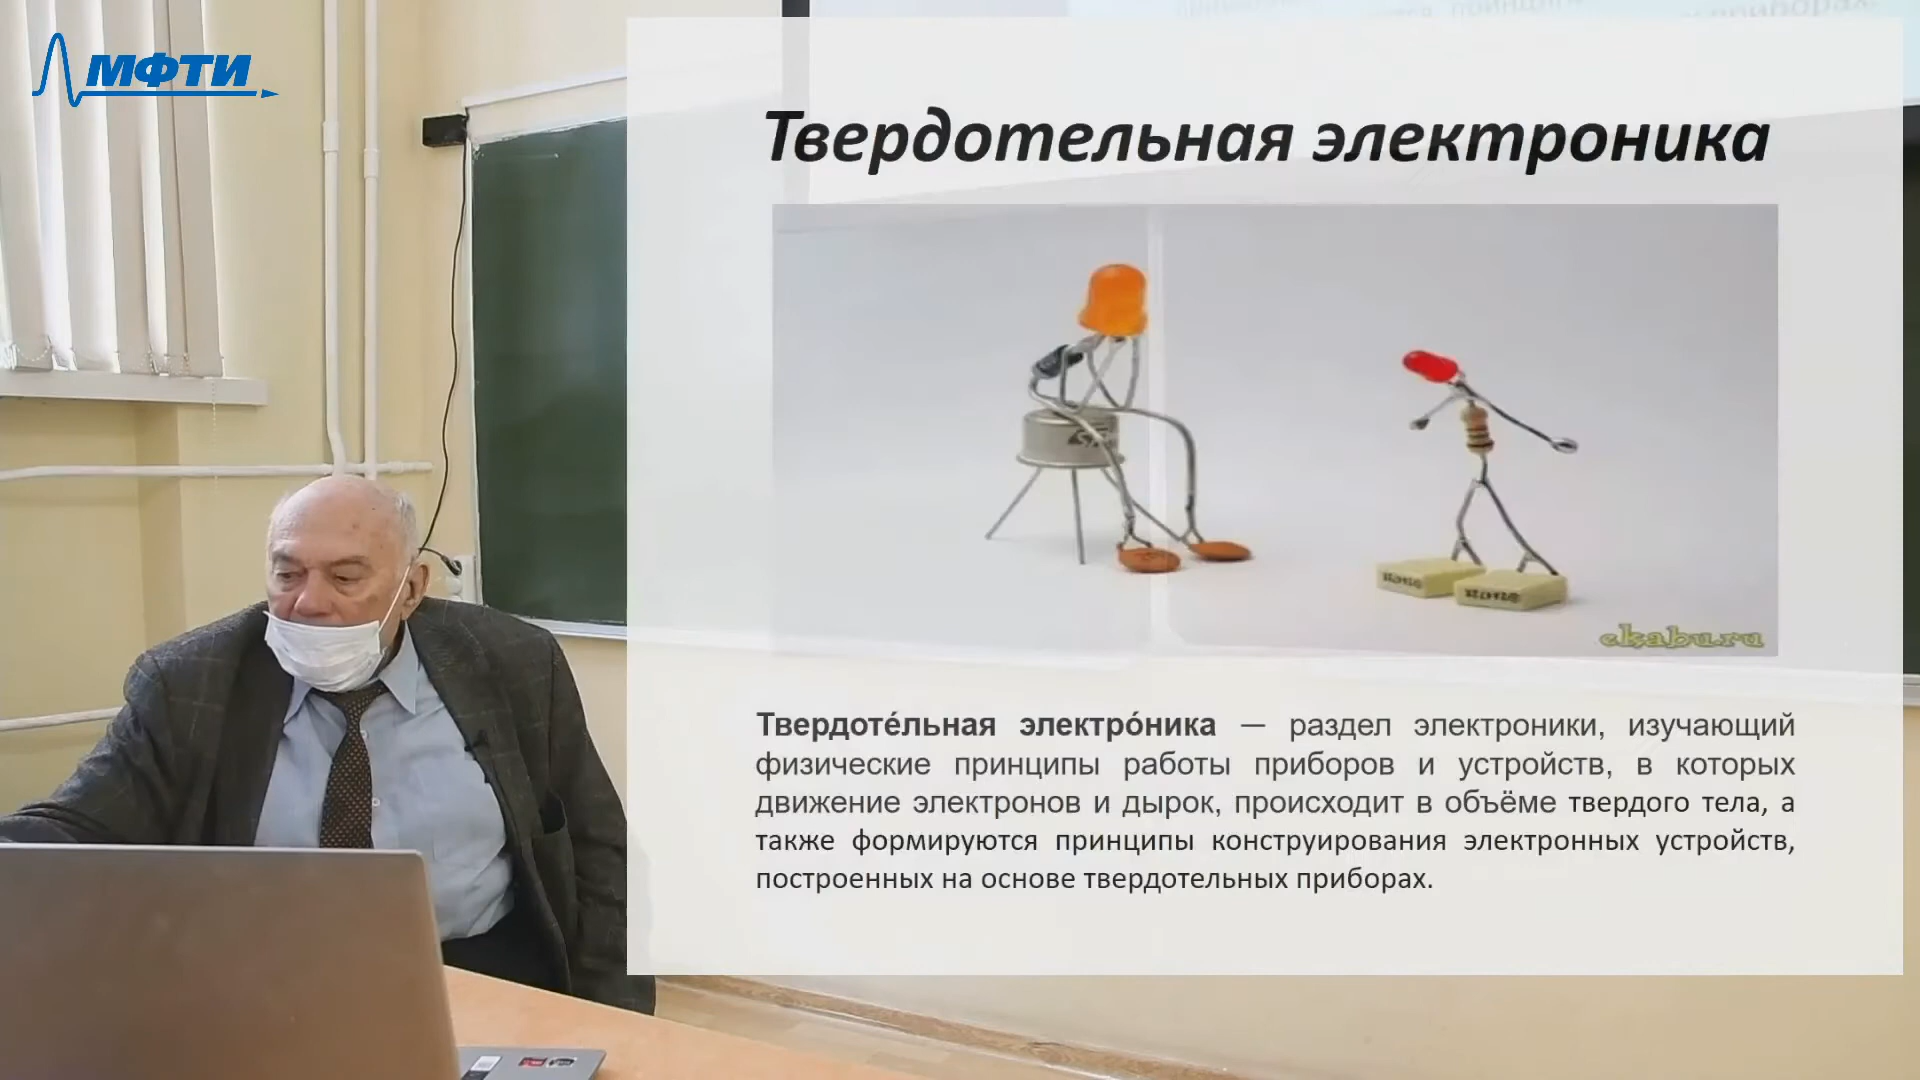 МФТИ
Твердотельная электроника
ekabu.ru
Твердоте́льная электро́ника — раздел электроники, изучающий
физические принципы работы приборов и устройств, в которых
движение электронов и дырок, происходит в объёме твердого тела, а
также формируются принципы конструирования электронных устройств,
построенных на основе твердотельных приборах.